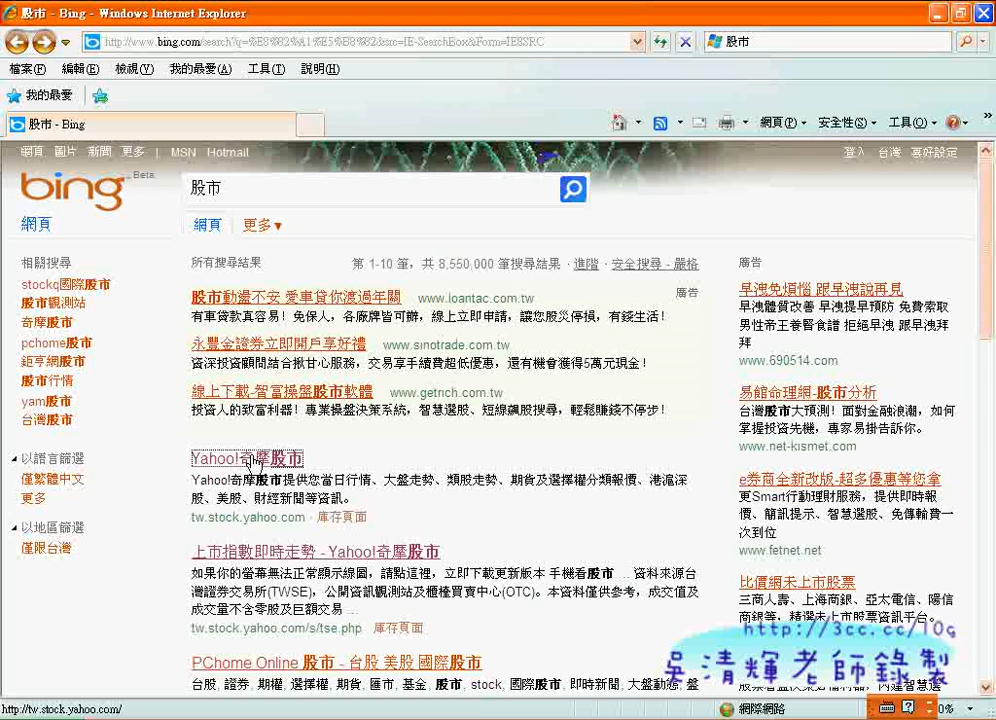 股市 - Bing - Windows Internet Explorer
http://www.bing.com/search?q=%E8%82%A1%E5%B8%82&src=IE-SearchBox&Form=IE8SRC
股市
檔案(F) 編輯(E) 檢視(V) 我的最愛(A) 工具(T) 說明(H)
我的最愛
股市 - Bing
網頁(P) 安全性(S) 工具(O)
網頁 圖片 新聞 更多 | MSN Hotmail
登入 台灣 喜好設定
bing Beta
股市
網頁
網頁 更多
相關搜尋
stockq國際股市
股市觀測站
奇摩股市
pchome股市
鉅亨網股市
股市行情
yam股市
台灣股市
以語言篩選
僅繁體中文
更多
以地區篩選
僅限台灣
所有搜尋結果
第 1-10 筆，共 8,550,000 筆搜尋結果 · 進階 · 安全搜尋 - 嚴格
股市動盪不安 愛車貸你渡過年關 www.loantac.com.tw
廣告
有車貸款真容易！免保人，各廠牌皆可辦，線上立即申請，讓您股災停損，有錢生活！
永豐金證券立即開戶享好禮 www.sinotrade.com.tw
資深投資顧問結合揪甘心服務，交易享手續費超低優惠，還有機會獲得5萬元現金！
線上下載-智富操盤股市軟體 www.getrich.com.tw
投資人的致富利器！專業操盤決策系統，智慧選股、短線飆股搜尋，輕鬆賺錢不停步！
Yahoo!奇摩股市
Yahoo!奇摩股市提供您當日行情、大盤走勢、類股走勢、期貨及選擇權分類報價、港滬深
股、美股、財經新聞等資訊。
tw.stock.yahoo.com · 庫存頁面
上市指數即時走勢 - Yahoo!奇摩股市
如果你的螢幕無法正常顯示線圖，請點這裡，立即下載更新版本 手機看股市 ... 資料來源台
灣證券交易所(TWSE)，公開資訊觀測站及櫃檯買賣中心(OTC)。本資料僅供參考，成交值及
成交量不含零股及巨額交易 ...
tw.stock.yahoo.com/s/tse.php 庫存頁面
PChome Online 股市 - 台股 美股 國際股市
台股, 證券, 期權, 選擇權, 期貨, 匯市, 基金, 股市, stock, 國際股市, 即時新聞, 大盤動態, 盤
廣告
早洩免煩惱 跟早洩說再見
早洩體質改善 早洩提早預防 免費索取
男性帝王養腎食譜 拒絕早洩 跟早洩拜
拜
www.690514.com
易館命理網-股市分析
台灣股市大預測！面對金融浪潮，如何
掌握投資先機，專家易掛告訴你。
www.net-kismet.com
e券商全新改版-超多優惠等您拿
更Smart行動理財服務，提供即時報
價、簡訊提示、智慧選股、免傳輸費一
次到位
www.fetnet.net
比價網未上市股票
三商人壽、上海商銀、亞太電信、陽信
商銀等，精選未上市股票資訊平台。
http://3cc.cc/10g
吳清輝老師錄製
http://tw.stock.yahoo.com/
網際網路
0%